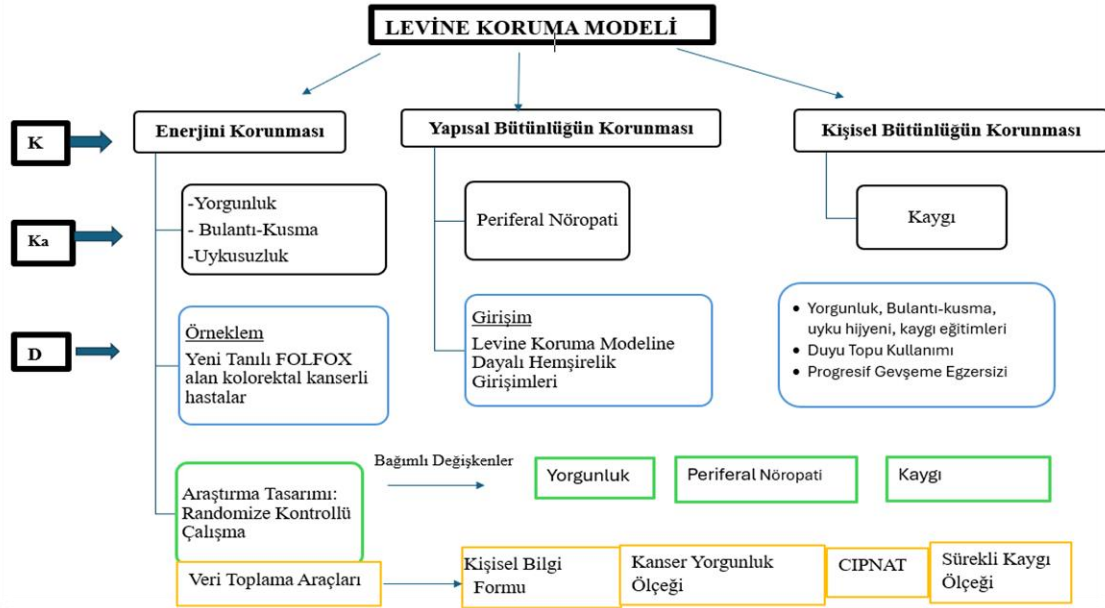 LEVİNE KORUMA MODELİ
K
Enerjini Korunması
Yapısal Bütünlüğün Korunması
Kişisel Bütünlüğün Korunması
Ka
-Yorgunluk
- Bulantı-Kusma
-Uykusuzluk
Periferal Nöropati
Kaygı
D
Örneklem
Yeni Tanılı FOLFOX
alan kolorektal kanserli
hastalar
Girişim
Levine Koruma Modeline
Dayalı Hemşirelik
Girişimleri
• Yorgunluk, Bulantı-kusma,
uyku hijyeni, kaygı eğitimleri
• Duyu Topu Kullanımı
• Progresif Gevşeme Egzersizi
Araştırma Tasarımı:
Randomize Kontrollü
Çalışma
Bağımlı Değişkenler
Yorgunluk
Periferal Nöropati
Kaygı
Veri Toplama Araçları
Kişisel Bilgi
Formu
Kanser Yorgunluk
Ölçeği
CIPNAT
Sürekli Kaygı
Ölçeği